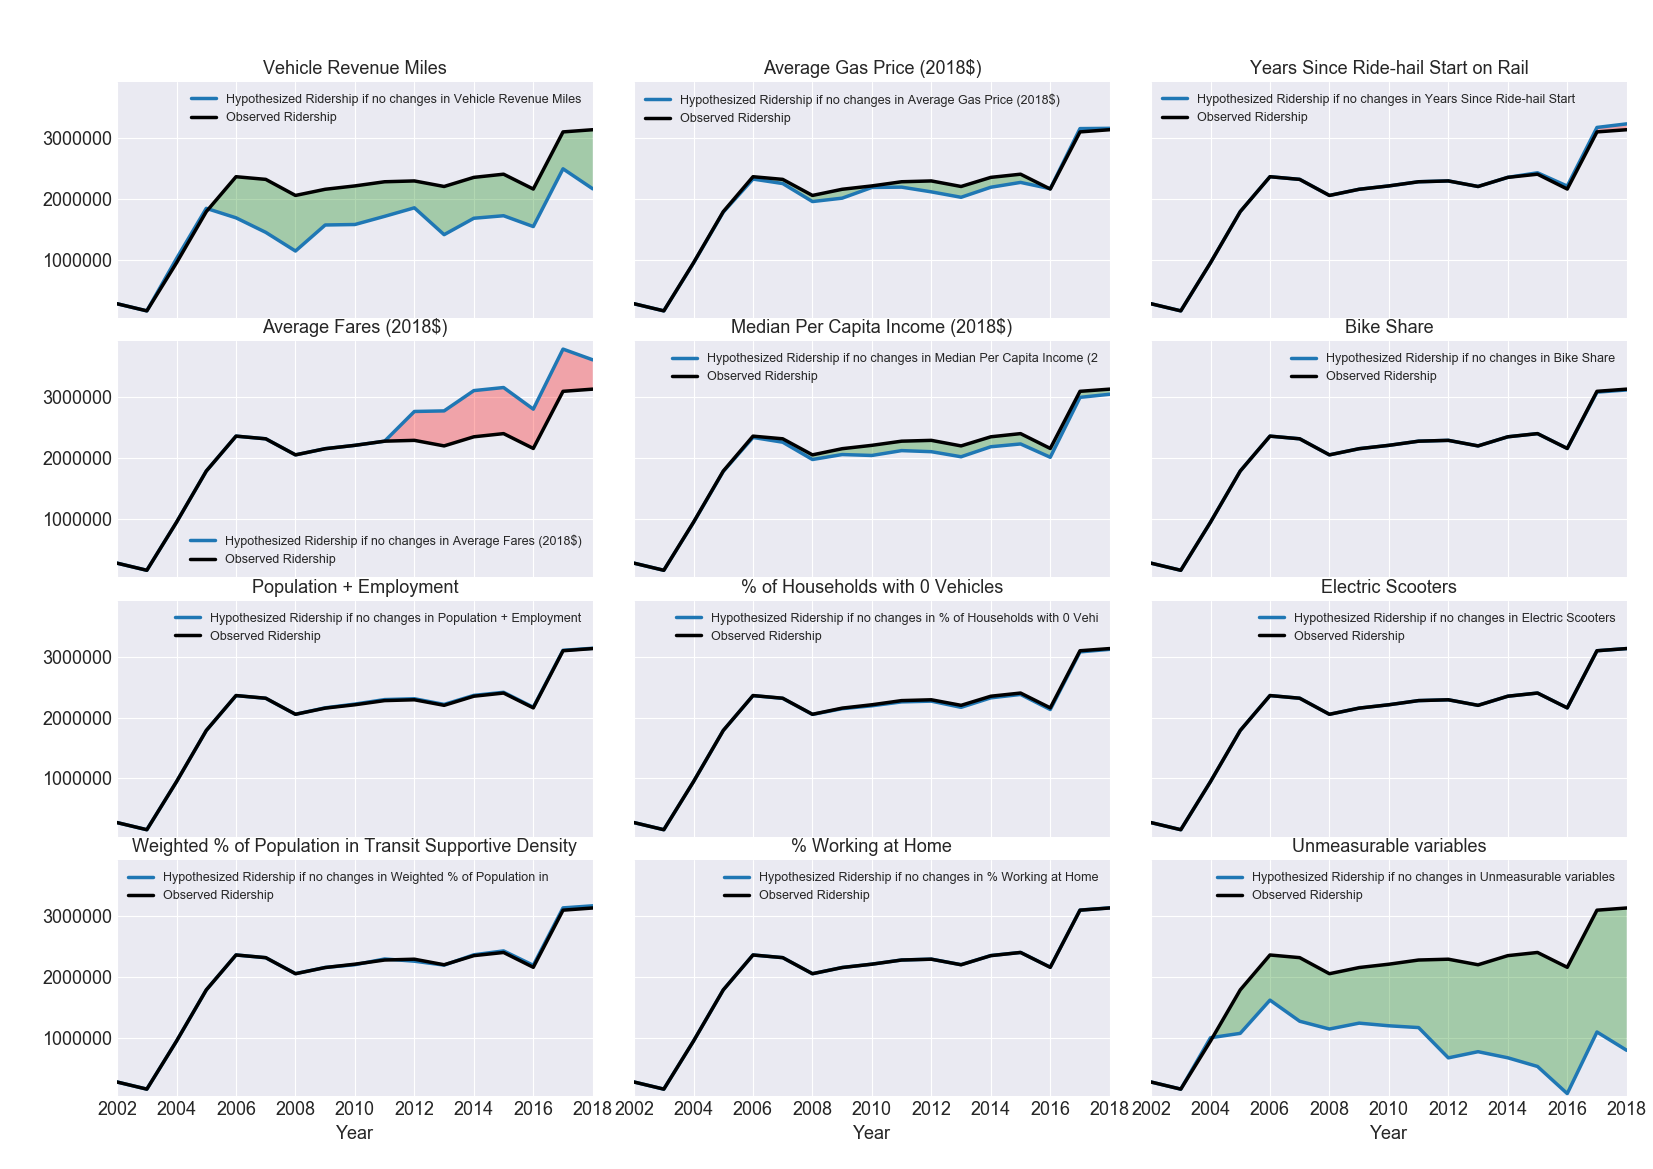 Vehicle Revenue Miles
Hypothesized Ridership if no changes in Vehicle Revenue Miles
Observed Ridership
3000000
2000000
1000000
Average Gas Price (2018$)
Hypothesized Ridership if no changes in Average Gas Price (2018$)
Observed Ridership
Years Since Ride-hail Start on Rail
Hypothesized Ridership if no changes in Years Since Ride-hail Start
Observed Ridership
Average Fares (2018$)
3000000
2000000
1000000
Hypothesized Ridership if no changes in Average Fares (2018$)
Observed Ridership
Median Per Capita Income (2018$)
Hypothesized Ridership if no changes in Median Per Capita Income (2
Observed Ridership
Bike Share
Hypothesized Ridership if no changes in Bike Share
Observed Ridership
Population + Employment
Hypothesized Ridership if no changes in Population + Employment
Observed Ridership
3000000
2000000
1000000
% of Households with 0 Vehicles
Hypothesized Ridership if no changes in % of Households with 0 Vehi
Observed Ridership
Electric Scooters
Hypothesized Ridership if no changes in Electric Scooters
Observed Ridership
Weighted % of Population in Transit Supportive Density
Hypothesized Ridership if no changes in Weighted % of Population in
Observed Ridership
3000000
2000000
1000000
2002 2004 2006 2008 2010 2012 2014 2016 2018
Year
% Working at Home
Hypothesized Ridership if no changes in % Working at Home
Observed Ridership
2002 2004 2006 2008 2010 2012 2014 2016 2018
Year
Unmeasurable variables
Hypothesized Ridership if no changes in Unmeasurable variables
Observed Ridership
2002 2004 2006 2008 2010 2012 2014 2016 2018
Year